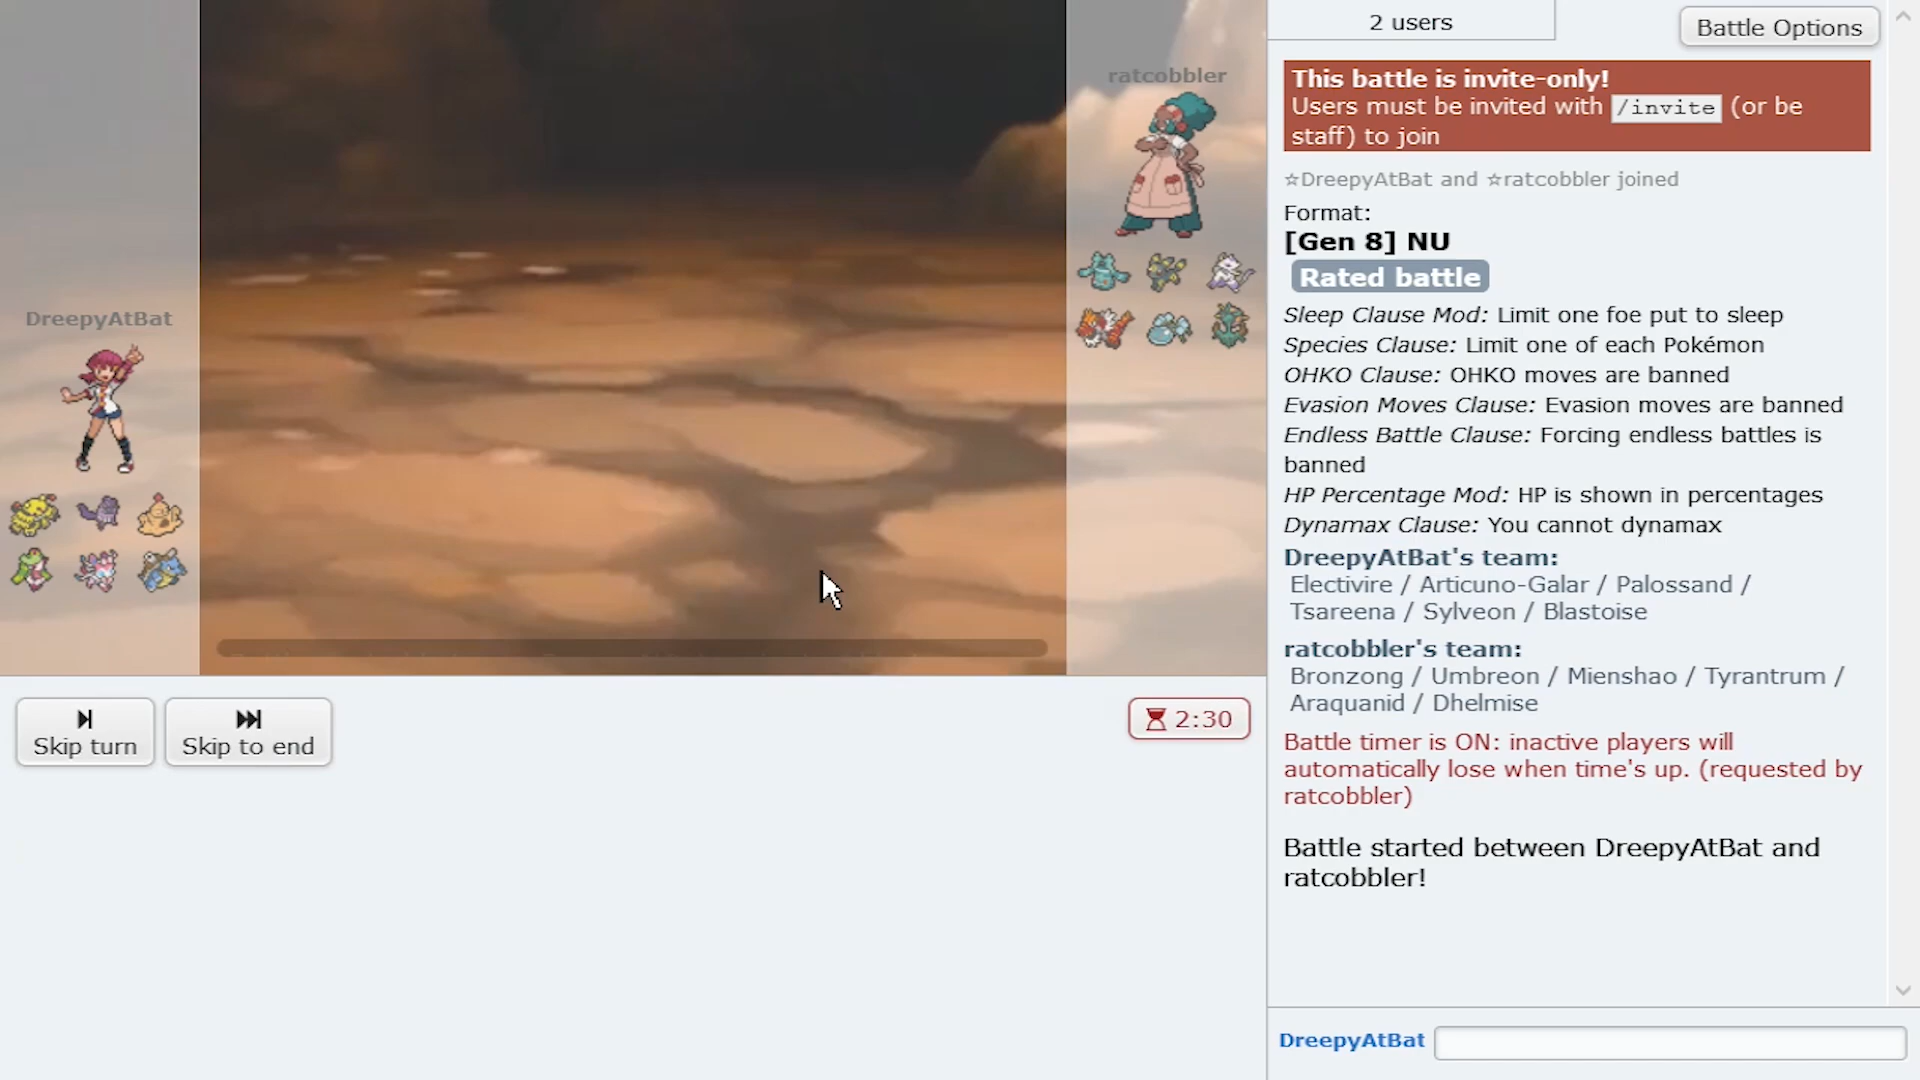 DreepyAtBat
ratcobbler
Skip turn
Skip to end
2:30
2 users
Battle Options
This battle is invite-only!
Users must be invited with /invite (or be
staff) to join
☆DreepyAtBat and ☆ratcobbler joined
Format:
[Gen 8] NU
Rated battle
Sleep Clause Mod: Limit one foe put to sleep
Species Clause: Limit one of each Pokémon
OHKO Clause: OHKO moves are banned
Evasion Moves Clause: Evasion moves are banned
Endless Battle Clause: Forcing endless battles is
banned
HP Percentage Mod: HP is shown in percentages
Dynamax Clause: You cannot dynamax
DreepyAtBat's team:
Electivire / Articuno-Galar / Palossand /
Tsareena / Sylveon / Blastoise
ratcobbler's team:
Bronzong / Umbreon / Mienshao / Tyrantrum /
Araquanid / Dhelmise
Battle timer is ON: inactive players will
automatically lose when time's up. (requested by
ratcobbler)
Battle started between DreepyAtBat and
ratcobbler!
DreepyAtBat